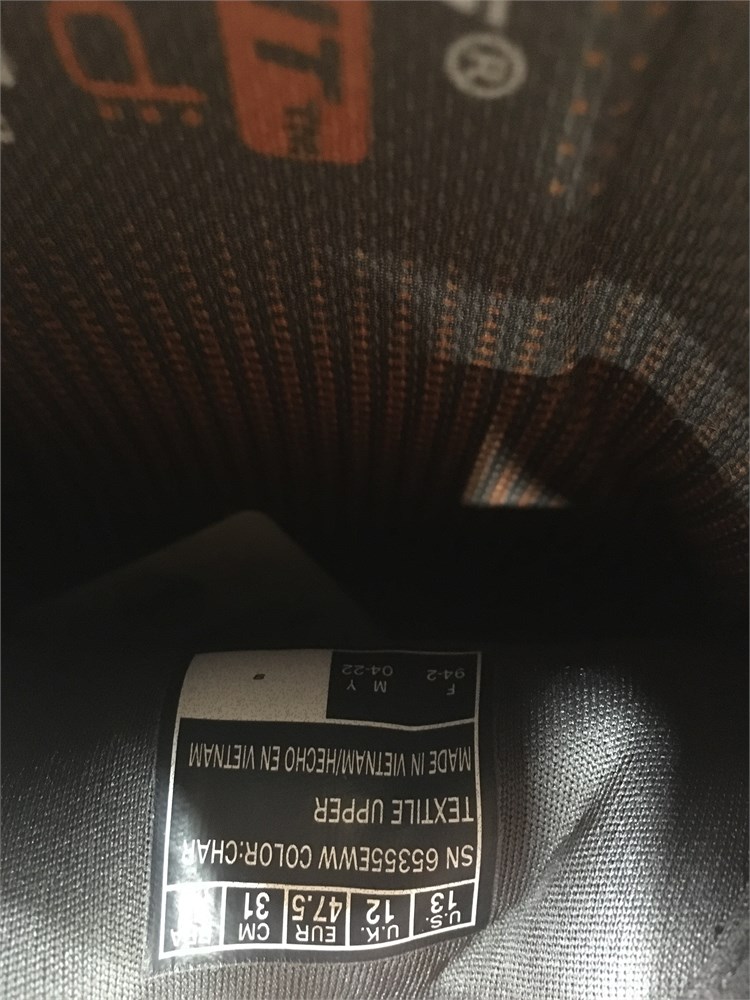 U.S. U.K. EUR CM
13 12 47.5 31
SN 65355EWW COLOR:CHAR
TEXTILE UPPER
MADE IN VIETNAM/HECHO EN VIETNAM
F M Y
94-2 04-22
®
d